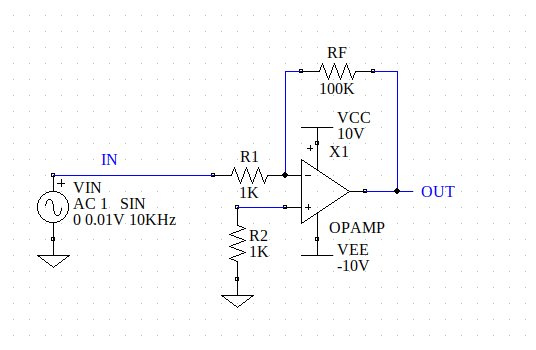 RF
100K
VCC
10V
X1
IN
R1
1K
VIN
AC 1 SIN
0 0.01V 10KHz
OUT
R2
1K
OPAMP
VEE
-10V